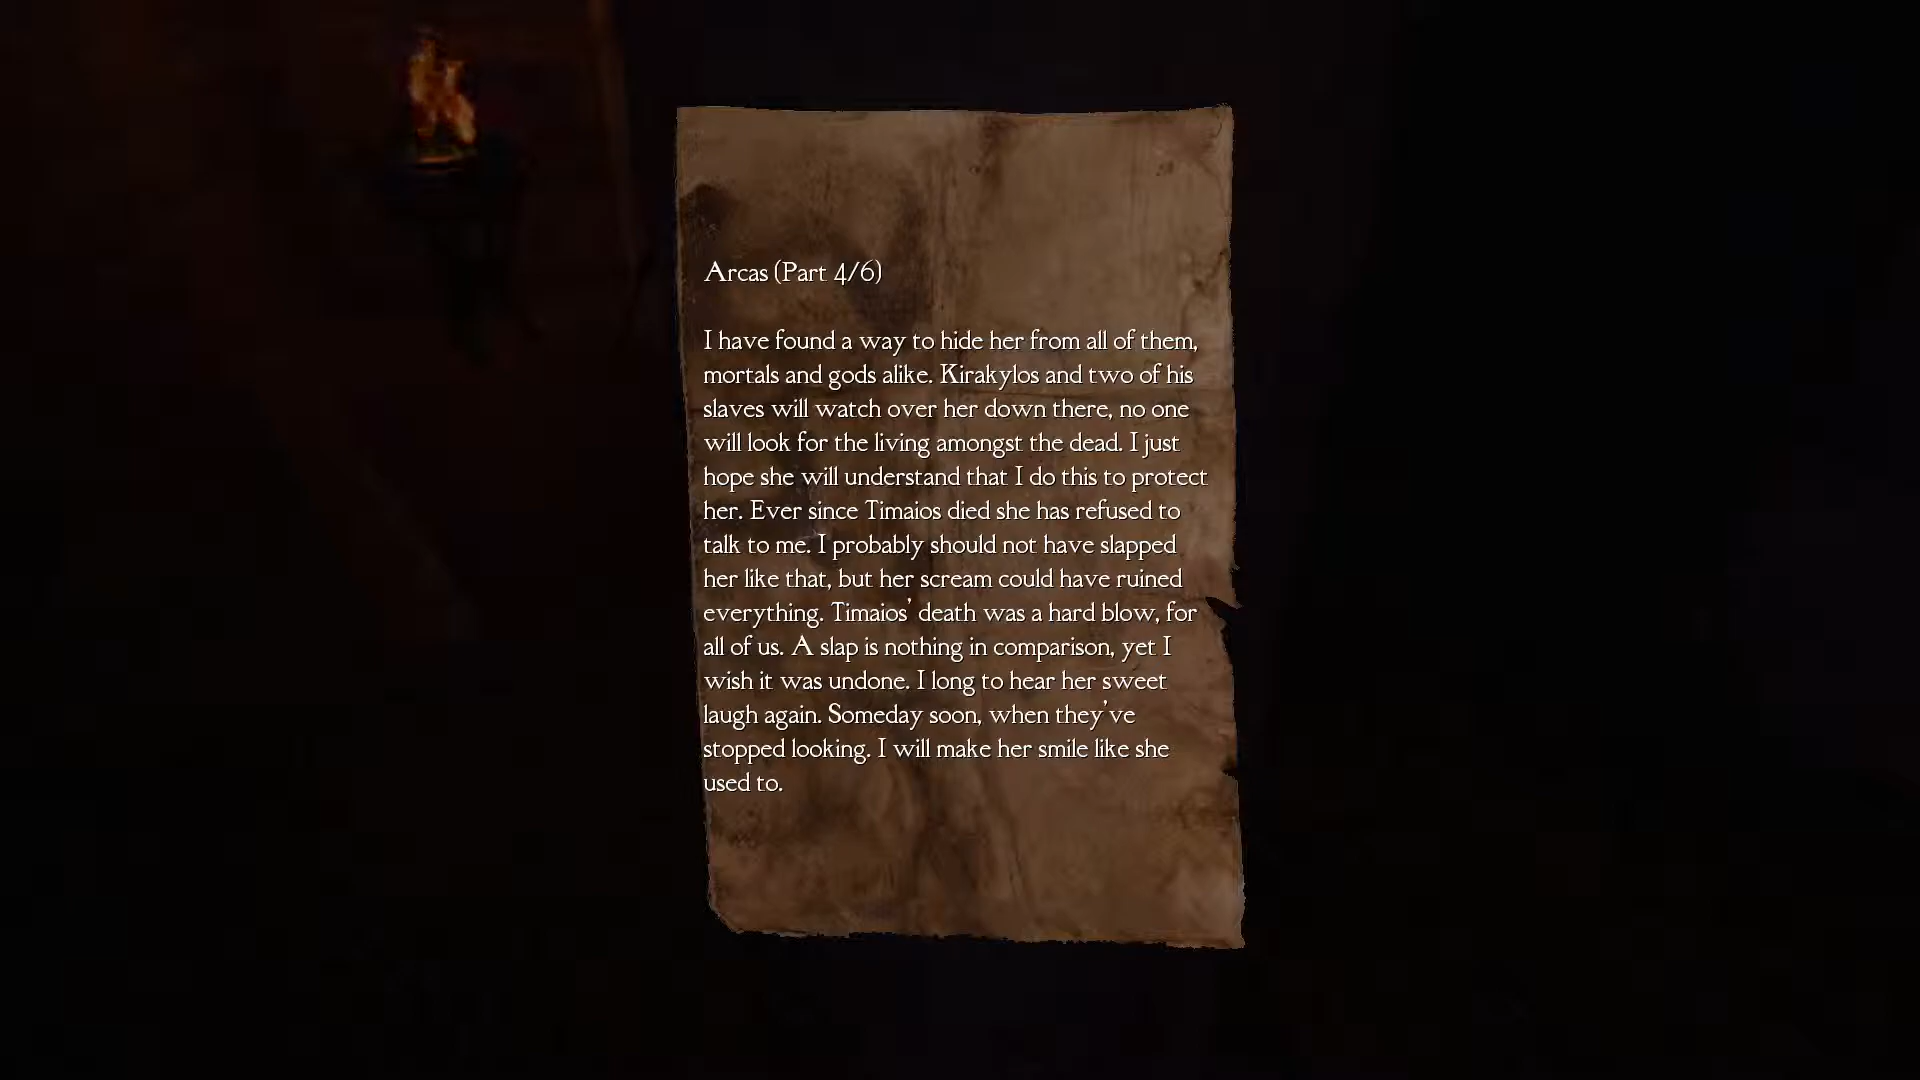 Arcas (Part 4/6)
I have found a way to hide her from all of them,
mortals and gods alike. Kirakylos and two of his
slaves will watch over her down there, no one
will look for the living amongst the dead. I just
hope she will understand that I do this to protect
her. Ever since Timaios died she has refused to
talk to me. I probably should not have slapped
her like that, but her scream could have ruined
everything. Timaios' death was a hard blow, for
all of us. A slap is nothing in comparison, yet I
wish it was undone. I long to hear her sweet
laugh again. Someday soon, when they've
stopped looking. I will make her smile like she
used to.